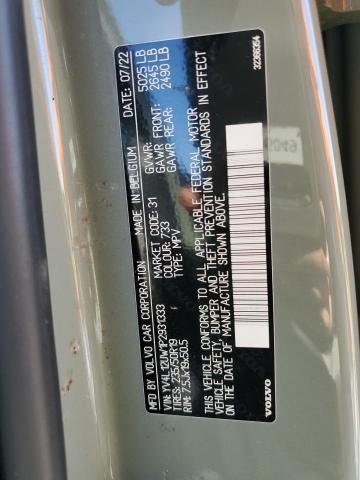 MFD BY VOLVO CAR CORPORATION MADE IN BELGIUM DATE: 07/22
MARKET CODE: 31 GVWR: 5025 LB
VIN: COLOUR: 733 GAWR FRONT: 2645 LB
TIRES: 235/50R19 TYPE: MPV GAWR REAR: 2490 LB
RIM: 7.5Jx19x50.5
THIS VEHICLE CONFORMS TO ALL APPLICABLE FEDERAL MOTOR
VEHICLE SAFETY, BUMPER AND THEFT PREVENTION STANDARDS IN EFFECT
ON THE DATE OF MANUFACTURE SHOWN ABOVE.
VOLVO 32366354